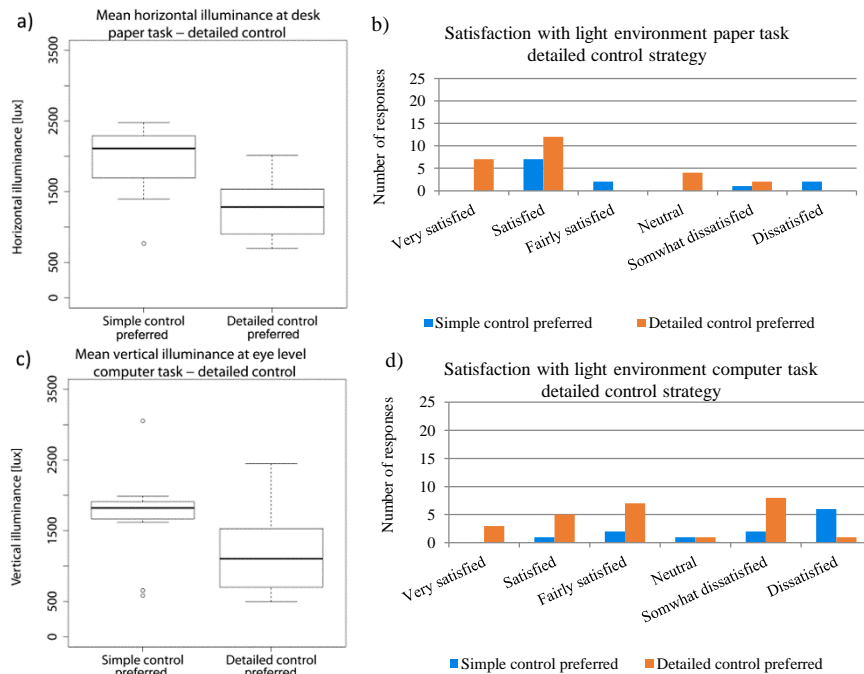 a)
Mean horizontal illuminance at desk
paper task – detailed control
Horizontal illuminance [lux]
3500
2500
1500
500
0
Simple control
preferred
Detailed control
preferred
b)
Satisfaction with light environment paper task
detailed control strategy
Number of responses
25
20
15
10
5
0
Very satisfied
Satisfied
Fairly satisfied
Neutral
Somwhat dissatisfied
Dissatisfied
Simple control preferred
Detailed control preferred
c)
Mean vertical illuminance at eye level
computer task – detailed control
Vertical illuminance [lux]
3500
2500
1500
500
0
Simple control
preferred
Detailed control
preferred
d)
Satisfaction with light environment computer task
detailed control strategy
Number of responses
25
20
15
10
5
0
Very satisfied
Satisfied
Fairly satisfied
Neutral
Somwhat dissatisfied
Dissatisfied
Simple control preferred
Detailed control preferred